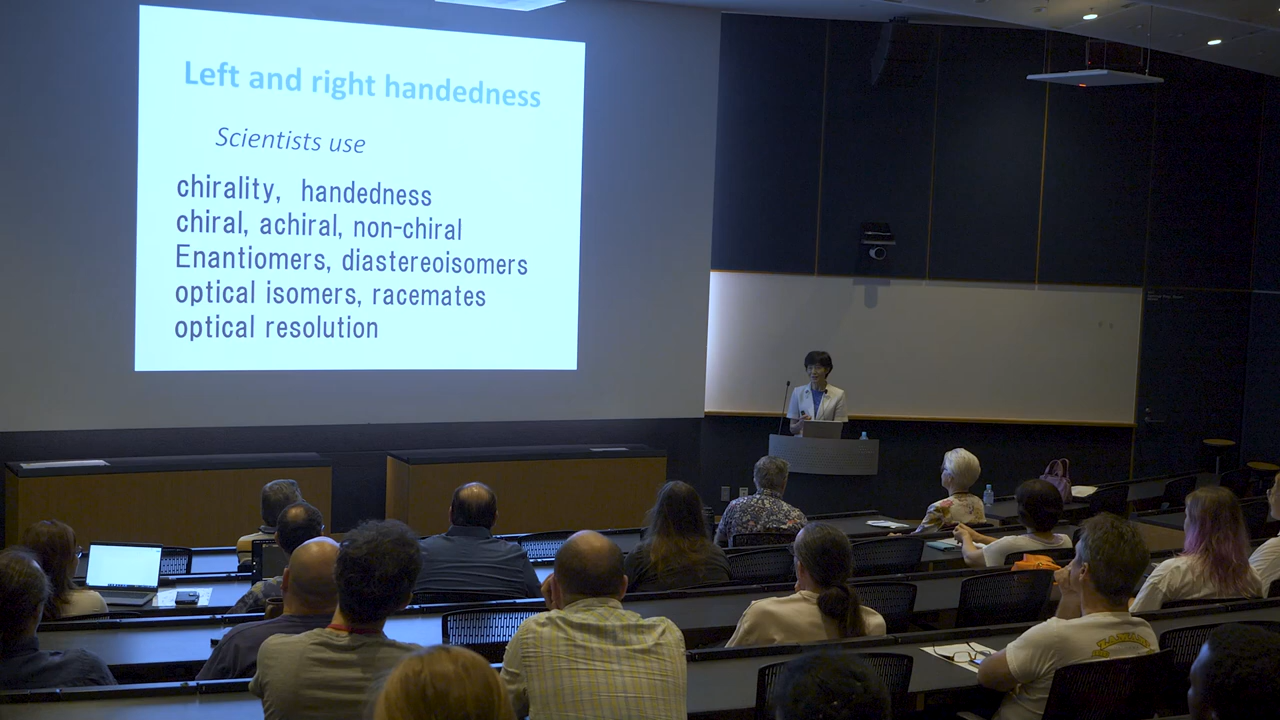 Left and right handedness
Scientists use
chirality, handedness
chiral, achiral, non-chiral
Enantiomers, diastereoisomers
optical isomers, racemates
optical resolution